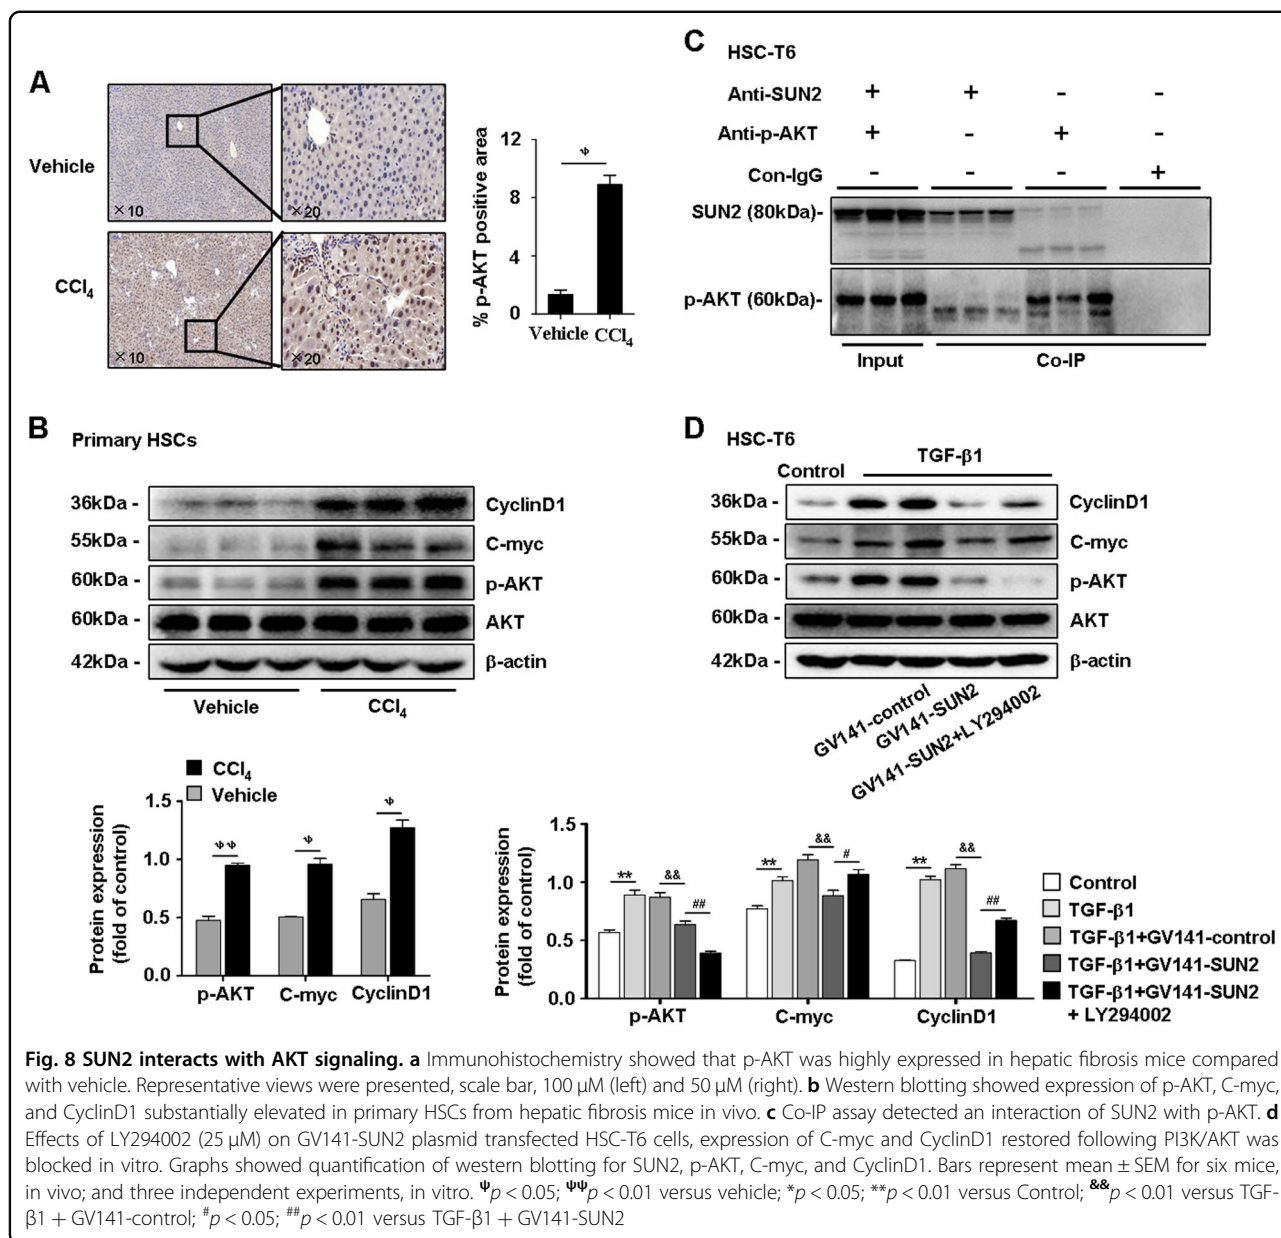 A
Vehicle
×10
×20
CCl₄
×10
×20
% p-AKT positive area
12
8
4
0
ψ
Vehicle
CCl₄
C
HSC-T6
Anti-SUN2 + + - -
Anti-p-AKT + - + -
Con-IgG - - - +
SUN2 (80kDa)-
p-AKT (60kDa)-
Input
Co-IP
B
Primary HSCs
36kDa - CyclinD1
55kDa - C-myc
60kDa - p-AKT
60kDa - AKT
42kDa - β-actin
Vehicle
CCl₄
CCl₄
Vehicle
Protein expression
(fold of control)
1.5
1.0
0.5
0.0
ψψ
ψ
ψ
p-AKT
C-myc
CyclinD1
D
HSC-T6
Control
TGF-β1
36kDa - CyclinD1
55kDa - C-myc
60kDa - p-AKT
60kDa - AKT
42kDa - β-actin
GV141-control
GV141-SUN2
GV141-SUN2+LY294002
Protein expression
(fold of control)
1.5
1.0
0.5
0.0
** && ##
** && #
** && ##
p-AKT
C-myc
CyclinD1
Control
TGF-β1
TGF-β1+GV141-control
TGF-β1+GV141-SUN2
TGF-β1+GV141-SUN2
+ LY294002
Fig. 8 SUN2 interacts with AKT signaling. a Immunohistochemistry showed that p-AKT was highly expressed in hepatic fibrosis mice compared
with vehicle. Representative views were presented, scale bar, 100 µM (left) and 50 µM (right). b Western blotting showed expression of p-AKT, C-myc,
and CyclinD1 substantially elevated in primary HSCs from hepatic fibrosis mice in vivo. c Co-IP assay detected an interaction of SUN2 with p-AKT. d
Effects of LY294002 (25 µM) on GV141-SUN2 plasmid transfected HSC-T6 cells, expression of C-myc and CyclinD1 restored following PI3K/AKT was
blocked in vitro. Graphs showed quantification of western blotting for SUN2, p-AKT, C-myc, and CyclinD1. Bars represent mean ± SEM for six mice,
in vivo; and three independent experiments, in vitro. ᴪp < 0.05; ᴪᴪp < 0.01 versus vehicle; *p < 0.05; **p < 0.01 versus Control; &&p < 0.01 versus TGF-
β1 + GV141-control; #p < 0.05; ##p < 0.01 versus TGF-β1 + GV141-SUN2